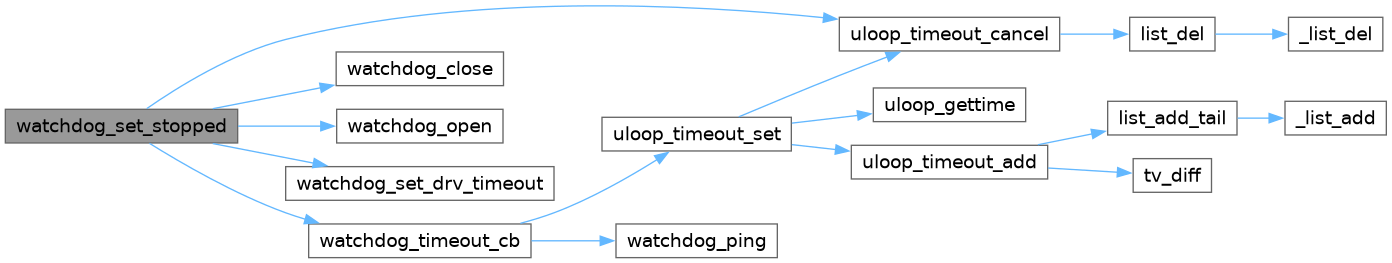 watchdog_set_stopped
watchdog_close
watchdog_open
watchdog_set_drv_timeout
watchdog_timeout_cb
uloop_timeout_set
watchdog_ping
uloop_timeout_cancel
uloop_gettime
uloop_timeout_add
list_del
list_add_tail
tv_diff
_list_del
_list_add